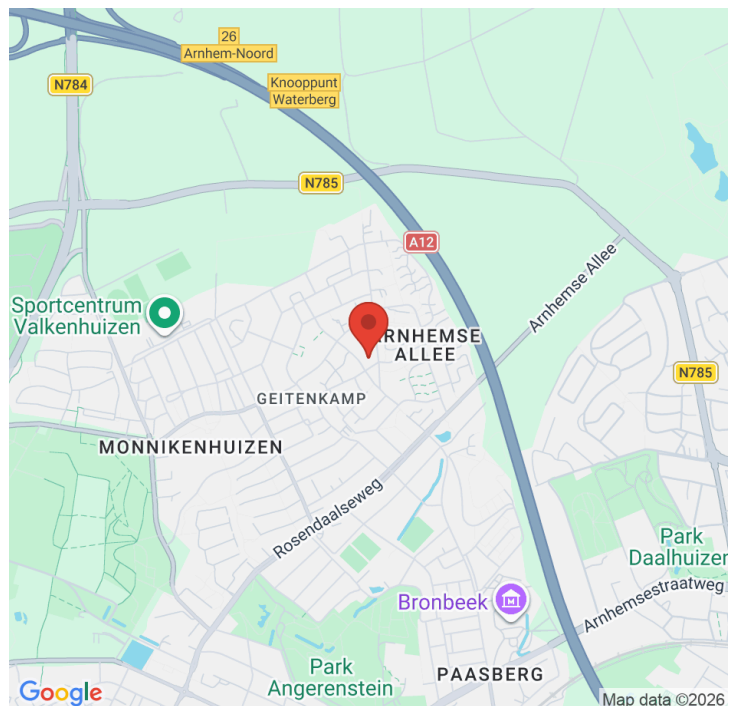 26
Arnhem-Noord
Knooppunt
Waterberg
N784
N785
A12
Arnhemse Allee
Sportcentrum
Valkenhuizen
ARNHEMSE
ALLEE
N785
GEITENKAMP
MONNIKENHUIZEN
Rosendaalseweg
Park
Daalhuizen
Bronbeek
Arnhemsestraatweg
Park
Angerenstein
PAASBERG
Google
Map data ©2026